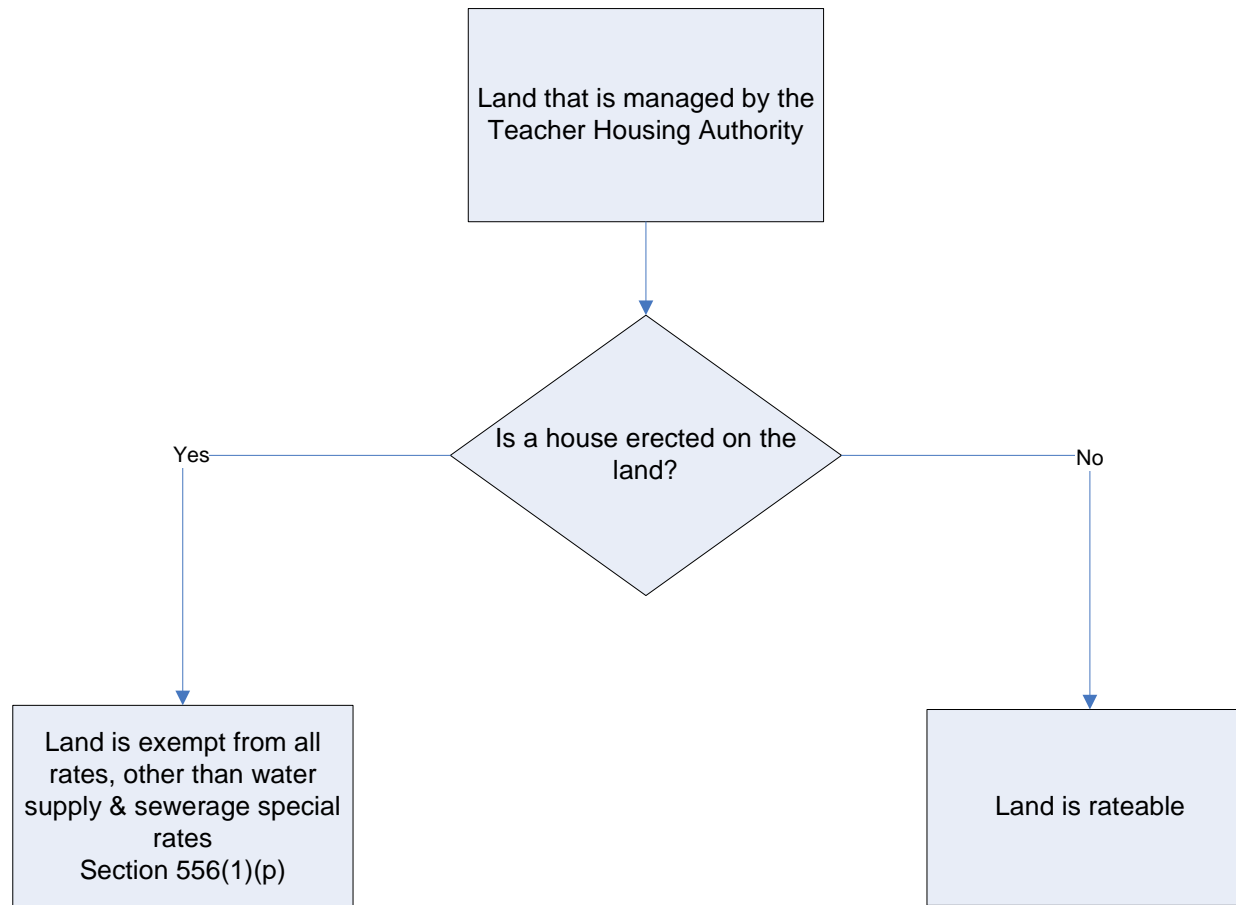 Land that is managed by the
Teacher Housing Authority
Is a house erected on the
land?
Yes
No
Land is exempt from all
rates, other than water
supply & sewerage special
rates
Section 556(1)(p)
Land is rateable